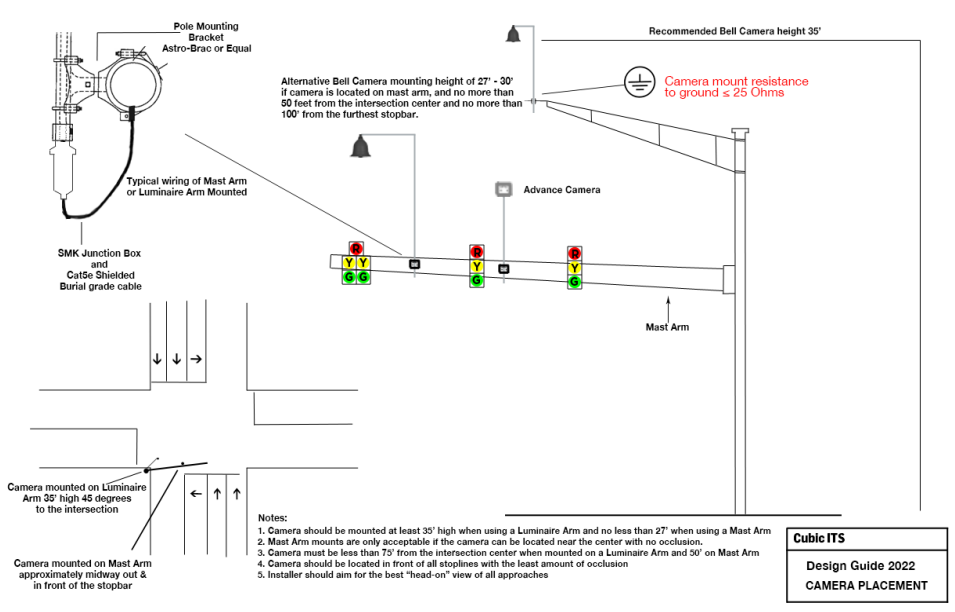 Pole Mounting
Bracket
Astro-Brac or Equal
Recommended Bell Camera height 35'
Alternative Bell Camera mounting height of 27' - 30'
if camera is located on mast arm, and no more than
50 feet from the intersection center and no more than
100' from the furthest stopbar.
Camera mount resistance
to ground ≤ 25 Ohms
Typical wiring of Mast Arm
or Luminaire Arm Mounted
Advance Camera
SMK Junction Box
and
Cat5e Shielded
Burial grade cable
R
Y Y
G G
R
Y
G
R
Y
G
Mast Arm
Camera mounted on Luminaire
Arm 35' high 45 degrees
to the intersection
Camera mounted on Mast Arm
approximately midway out &
in front of the stopbar
Notes:
1. Camera should be mounted at least 35' high when using a Luminaire Arm and no less than 27' when using a Mast Arm
2. Mast Arm mounts are only acceptable if the camera can be located near the center with no occlusion.
3. Camera must be less than 75' from the intersection center when mounted on a Luminaire Arm and 50' on Mast Arm
4. Camera should be located in front of all stoplines with the least amount of occlusion
5. Installer should aim for the best "head-on" view of all approaches
Cubic ITS
Design Guide 2022
CAMERA PLACEMENT